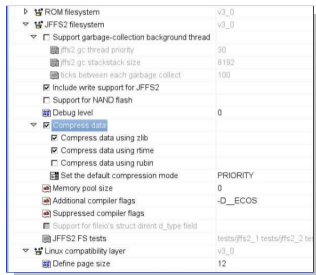 ROM filesystem v3_0
JFFS2 filesystem v3_0
Support garbage-collection background thread
jffs2 gc thread priority 30
jffs2 gc stackstack size 8192
ticks between each garbage collect 100
Include write support for JFFS2
Support for NAND flash
Debug level 0
Compress data
Compress data using zlib
Compress data using rtime
Compress data using rubin
Set the default compression mode PRIORITY
Memory pool size 0
Additional compiler flags -D__ECOS
Suppressed compiler flags
Support for fileio's struct dirent d_type field
JFFS2 FS tests tests/jffs2_1 tests/jffs2_2 tes
Linux compatibility layer v3_0
Define page size 12